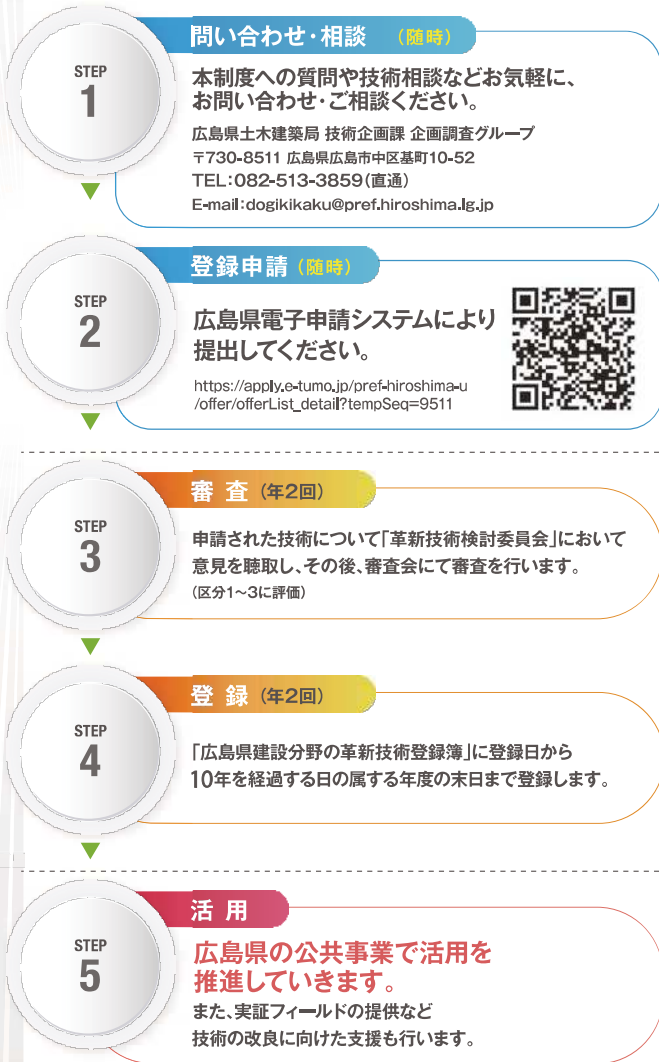 STEP
1
問い合わせ・相談 (随時)
本制度への質問や技術相談などお気軽に、
お問い合わせ・ご相談ください。
広島県土木建築局 技術企画課 企画調査グループ
〒730-8511 広島県広島市中区基町10-52
TEL:082-513-3859(直通)
E-mail:dogikikaku@pref.hiroshima.lg.jp
STEP
2
登録申請(随時)
広島県電子申請システムにより
提出してください。
https://apply.e-tumo.jp/pref-hiroshima-u
/offer/offerList_detail?tempSeq=9511
STEP
3
審 査 (年2回)
申請された技術について「革新技術検討委員会」において
意見を聴取し、その後、審査会にて審査を行います。
(区分1~3に評価)
STEP
4
登 録 (年2回)
「広島県建設分野の革新技術登録簿」に登録日から
10年を経過する日の属する年度の末日まで登録します。
STEP
5
活 用
広島県の公共事業で活用を
推進していきます。
また、実証フィールドの提供など
技術の改良に向けた支援も行います。